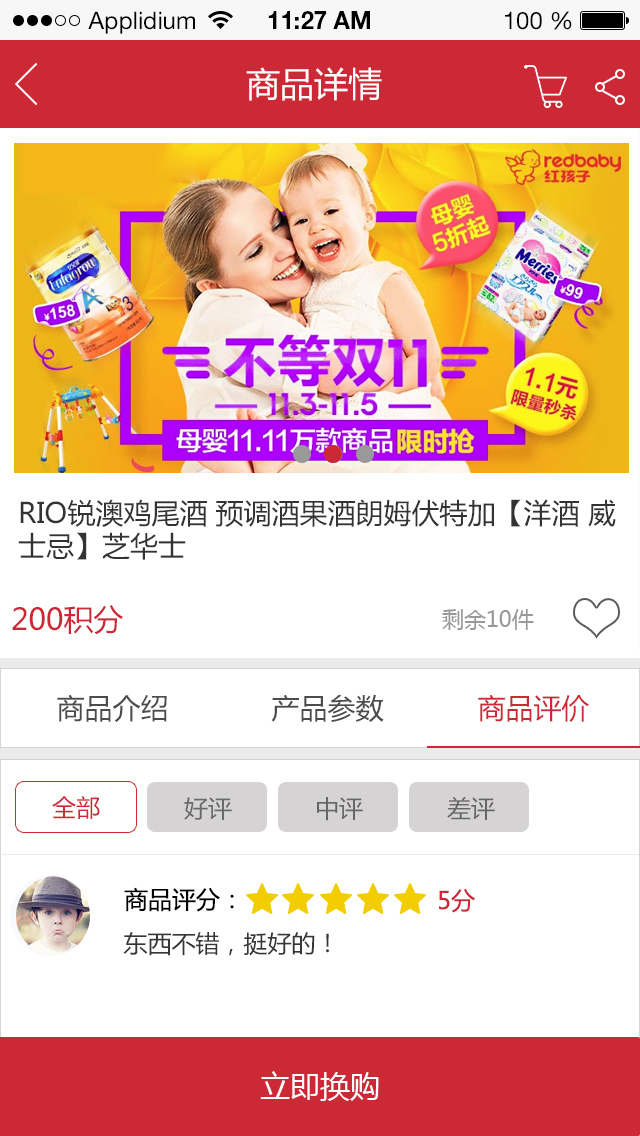 Applidium 11:27 AM 100 %
商品详情
redbaby
红孩子
母婴
5折起
Enfagrow
A+
3
¥158
Merries
¥99
不等双11
11.3-11.5
1.1元
限量秒杀
母婴11.11万款商品限时抢
RIO锐澳鸡尾酒 预调酒果酒朗姆伏特加【洋酒 威
士忌】芝华士
200积分 剩余10件
商品介绍 产品参数 商品评价
全部 好评 中评 差评
商品评分： 5分
东西不错，挺好的！
立即换购